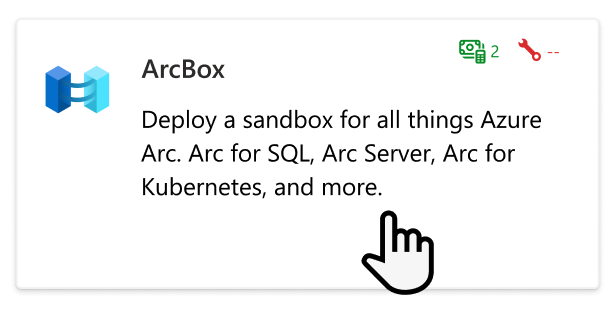 2 --
ArcBox
Deploy a sandbox for all things Azure
Arc. Arc for SQL, Arc Server, Arc for
Kubernetes, and more.